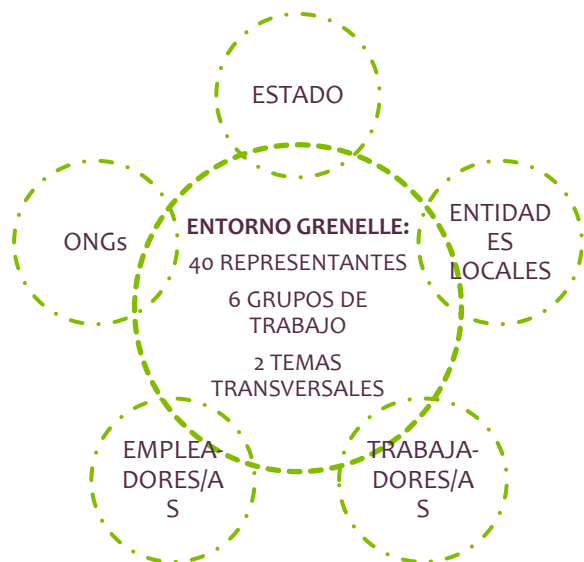 ESTADO
ONGs
ENTIDAD
ES
LOCALES
ENTORNO GRENELLE:
40 REPRESENTANTES
6 GRUPOS DE
TRABAJO
2 TEMAS
TRANSVERSALES
EMPLEA-
DORES/A
S
TRABAJA-
DORES/A
S